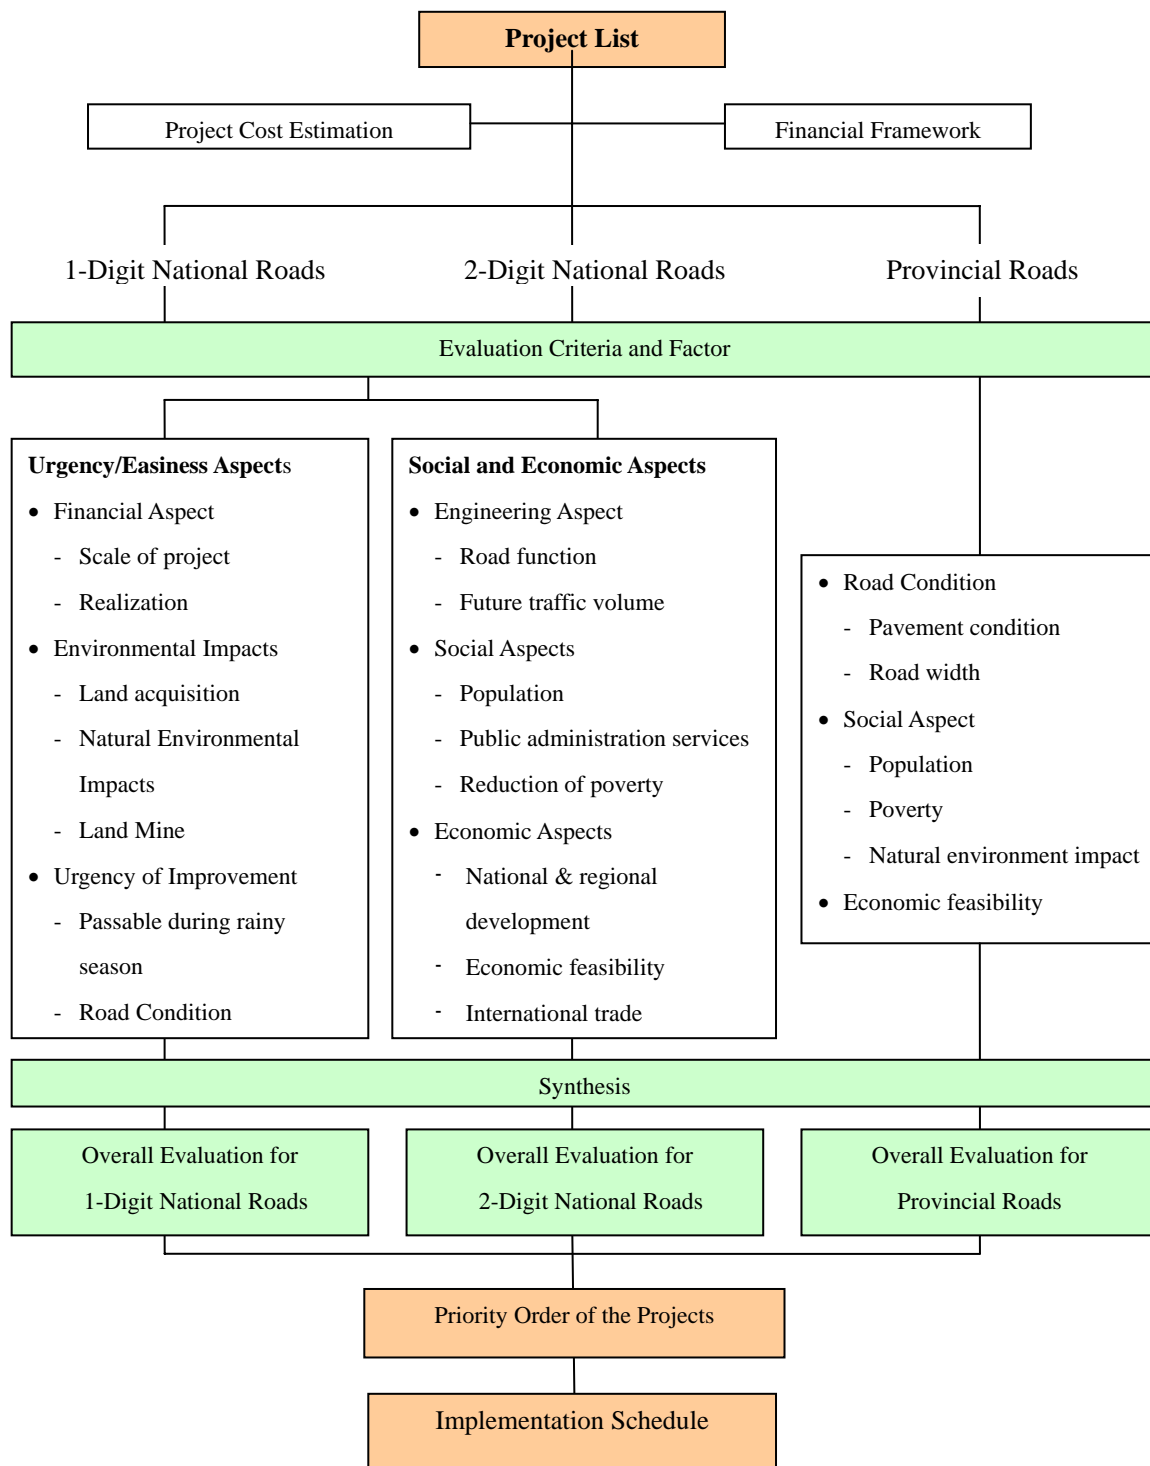 Project List
Project Cost Estimation
Financial Framework
1-Digit National Roads
2-Digit National Roads
Provincial Roads
Evaluation Criteria and Factor
Urgency/Easiness Aspects
• Financial Aspect
- Scale of project
- Realization
• Environmental Impacts
- Land acquisition
- Natural Environmental
Impacts
- Land Mine
• Urgency of Improvement
- Passable during rainy
season
- Road Condition
Social and Economic Aspects
• Engineering Aspect
- Road function
- Future traffic volume
• Social Aspects
- Population
- Public administration services
- Reduction of poverty
• Economic Aspects
- National & regional
development
- Economic feasibility
- International trade
• Road Condition
- Pavement condition
- Road width
• Social Aspect
- Population
- Poverty
- Natural environment impact
• Economic feasibility
Synthesis
Overall Evaluation for
1-Digit National Roads
Overall Evaluation for
2-Digit National Roads
Overall Evaluation for
Provincial Roads
Priority Order of the Projects
Implementation Schedule